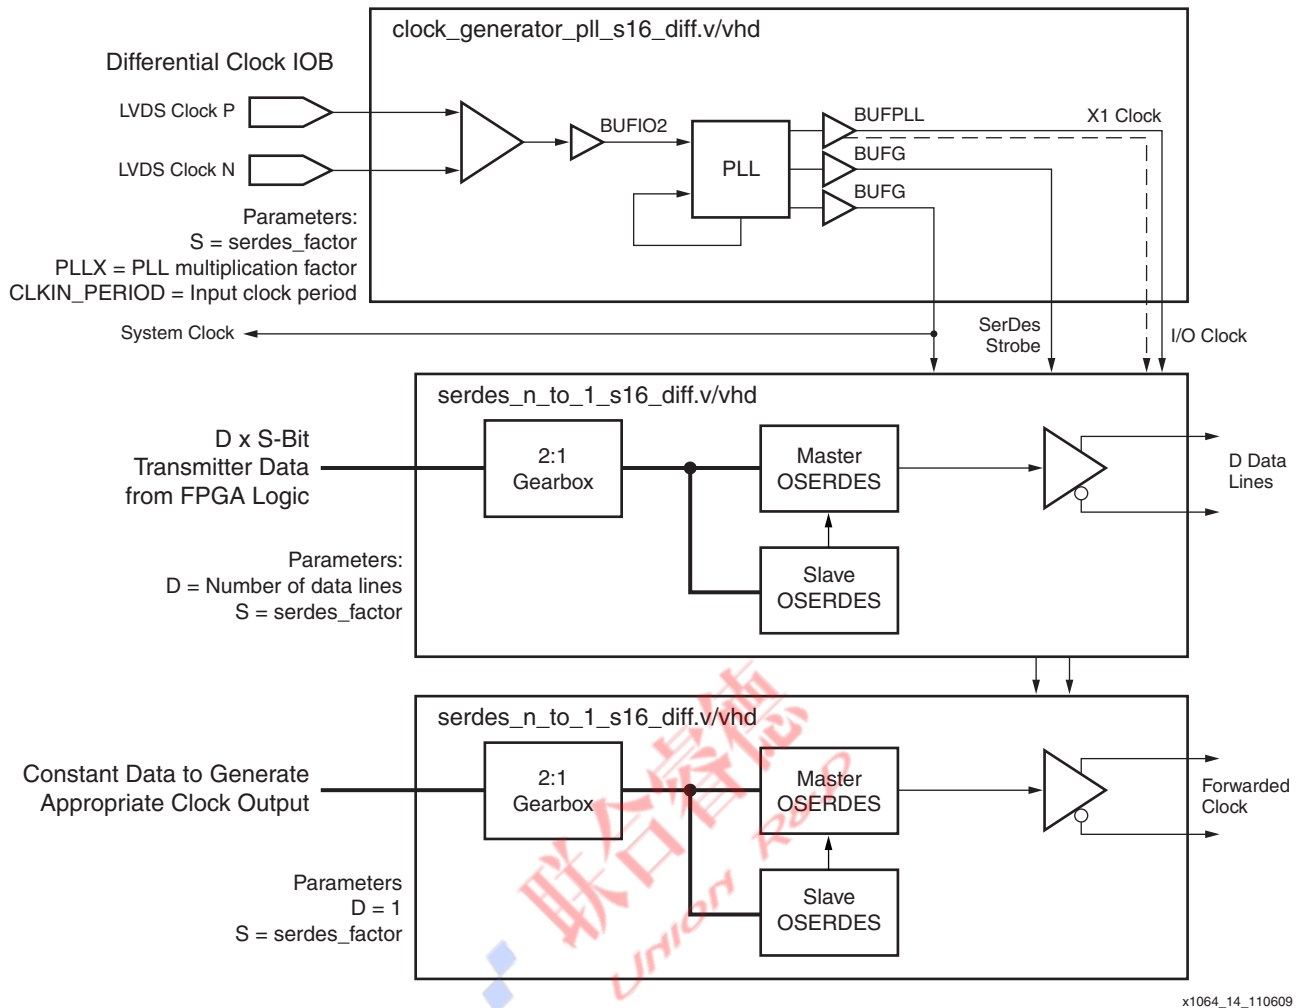 clock_generator_pll_s16_diff.v/vhd
Differential Clock IOB
LVDS Clock P
LVDS Clock N
BUFIO2
PLL
BUFPLL
BUFG
BUFG
X1 Clock
Parameters:
S = serdes_factor
PLLX = PLL multiplication factor
CLKIN_PERIOD = Input clock period
System Clock
SerDes
Strobe
I/O Clock
serdes_n_to_1_s16_diff.v/vhd
D x S-Bit
Transmitter Data
from FPGA Logic
2:1
Gearbox
Master
OSERDES
Slave
OSERDES
D Data
Lines
Parameters:
D = Number of data lines
S = serdes_factor
serdes_n_to_1_s16_diff.v/vhd
Constant Data to Generate
Appropriate Clock Output
2:1
Gearbox
Master
OSERDES
Slave
OSERDES
Forwarded
Clock
Parameters
D = 1
S = serdes_factor
联合睿德
UNION R&D
x1064_14_110609